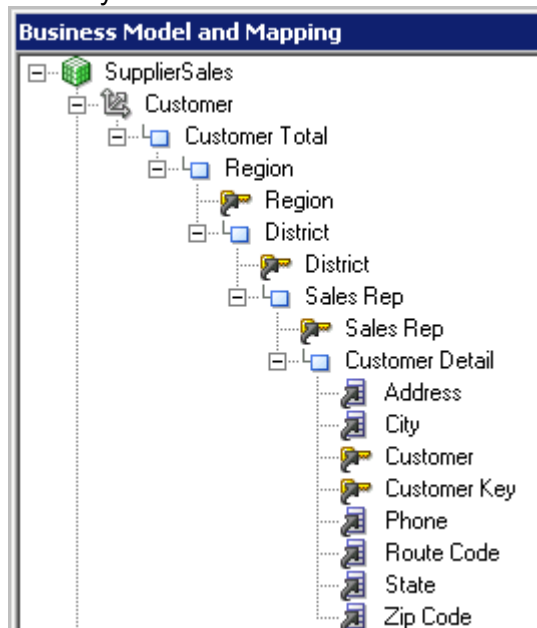 Business Model and Mapping
SupplierSales
Customer
Customer Total
Region
Region
District
District
Sales Rep
Sales Rep
Customer Detail
Address
City
Customer
Customer Key
Phone
Route Code
State
Zip Code